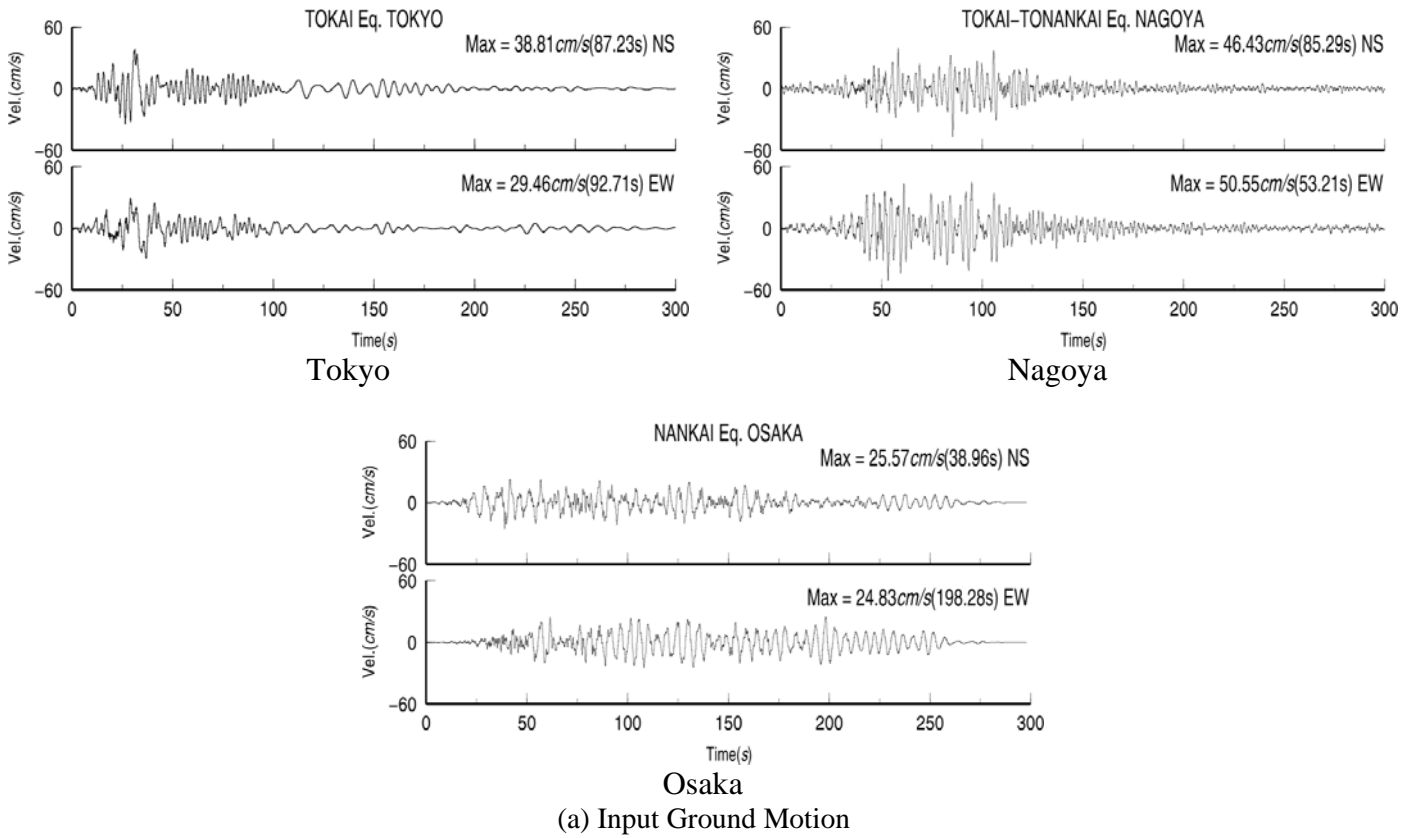 TOKAI Eq. TOKYO
Max = 38.81cm/s(87.23s) NS
60
0
−60
Vel.(cm/s)
Max = 29.46cm/s(92.71s) EW
60
0
−60
Vel.(cm/s)
0 50 100 150 200 250 300
Time(s)
Tokyo
TOKAI−TONANKAI Eq. NAGOYA
Max = 46.43cm/s(85.29s) NS
60
0
−60
Vel.(cm/s)
Max = 50.55cm/s(53.21s) EW
60
0
−60
Vel.(cm/s)
0 50 100 150 200 250 300
Time(s)
Nagoya
NANKAI Eq. OSAKA
Max = 25.57cm/s(38.96s) NS
60
0
−60
Vel.(cm/s)
Max = 24.83cm/s(198.28s) EW
60
0
−60
Vel.(cm/s)
0 50 100 150 200 250 300
Time(s)
Osaka
(a) Input Ground Motion